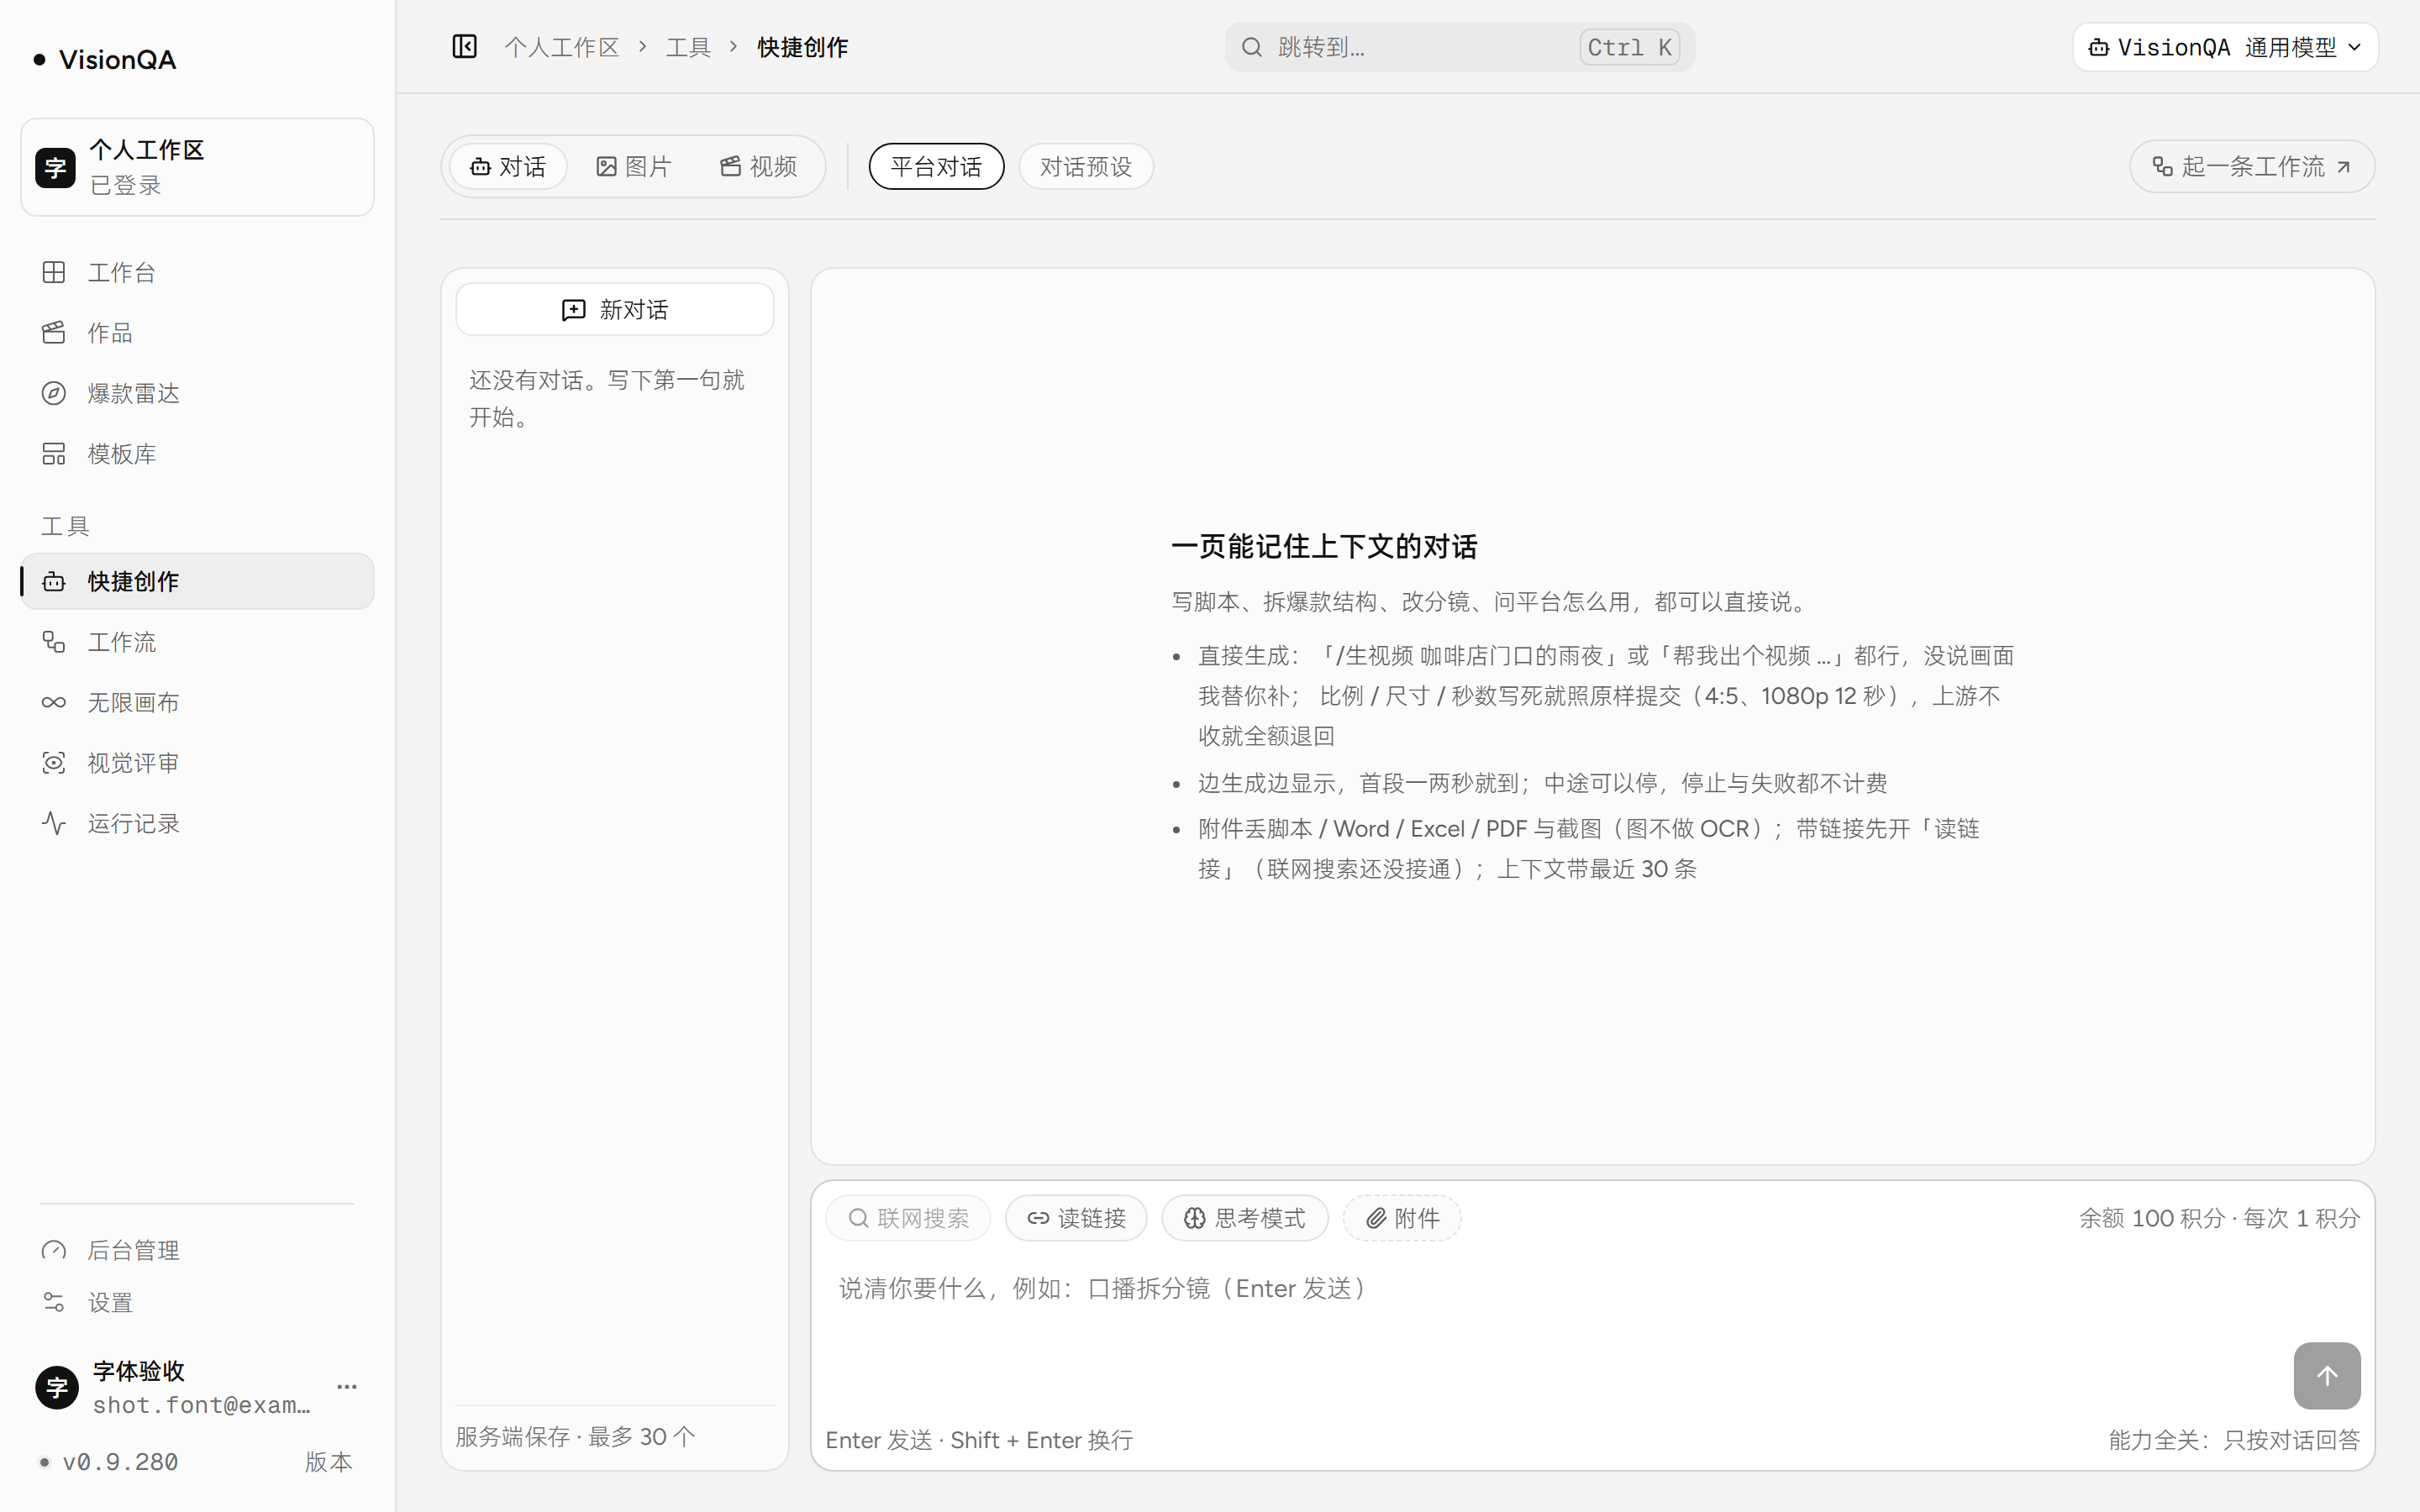 VisionQA
字
个人工作区
已登录
工作台
作品
爆款雷达
模板库
工具
快捷创作
工作流
无限画布
视觉评审
运行记录
后台管理
设置
字
字体验收
shot.font@exam…
v0.9.280
版本
个人工作区 > 工具 > 快捷创作
跳转到...
Ctrl K
VisionQA 通用模型
对话
图片
视频
平台对话
对话预设
起一条工作流
新对话
还没有对话。写下第一句就
开始。
服务端保存 · 最多 30 个
一页能记住上下文的对话
写脚本、拆爆款结构、改分镜、问平台怎么用，都可以直接说。
直接生成：「/生视频 咖啡店门口的雨夜」或「帮我出个视频 …」都行，没说画面
我替你补； 比例 / 尺寸 / 秒数写死就照原样提交（4:5、1080p 12 秒），上游不
收就全额退回
边生成边显示，首段一两秒就到；中途可以停，停止与失败都不计费
附件丢脚本 / Word / Excel / PDF 与截图（图不做 OCR）；带链接先开「读链
接」（联网搜索还没接通）；上下文带最近 30 条
联网搜索
读链接
思考模式
附件
余额 100 积分 · 每次 1 积分
说清你要什么，例如：口播拆分镜（Enter 发送）
Enter 发送 · Shift + Enter 换行
能力全关：只按对话回答